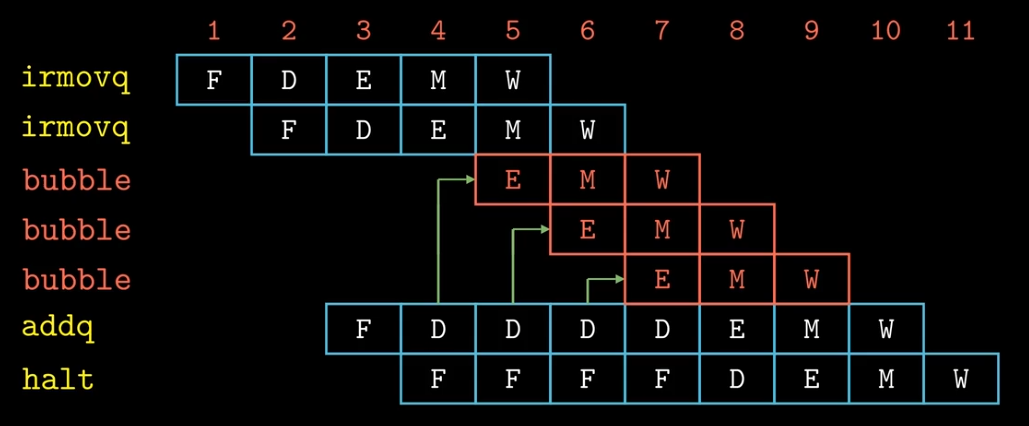 1 2 3 4 5 6 7 8 9 10 11
irmovq F D E M W
irmovq F D E M W
bubble E M W
bubble E M W
bubble E M W
addq F D D D D E M W
halt F F F F D E M W